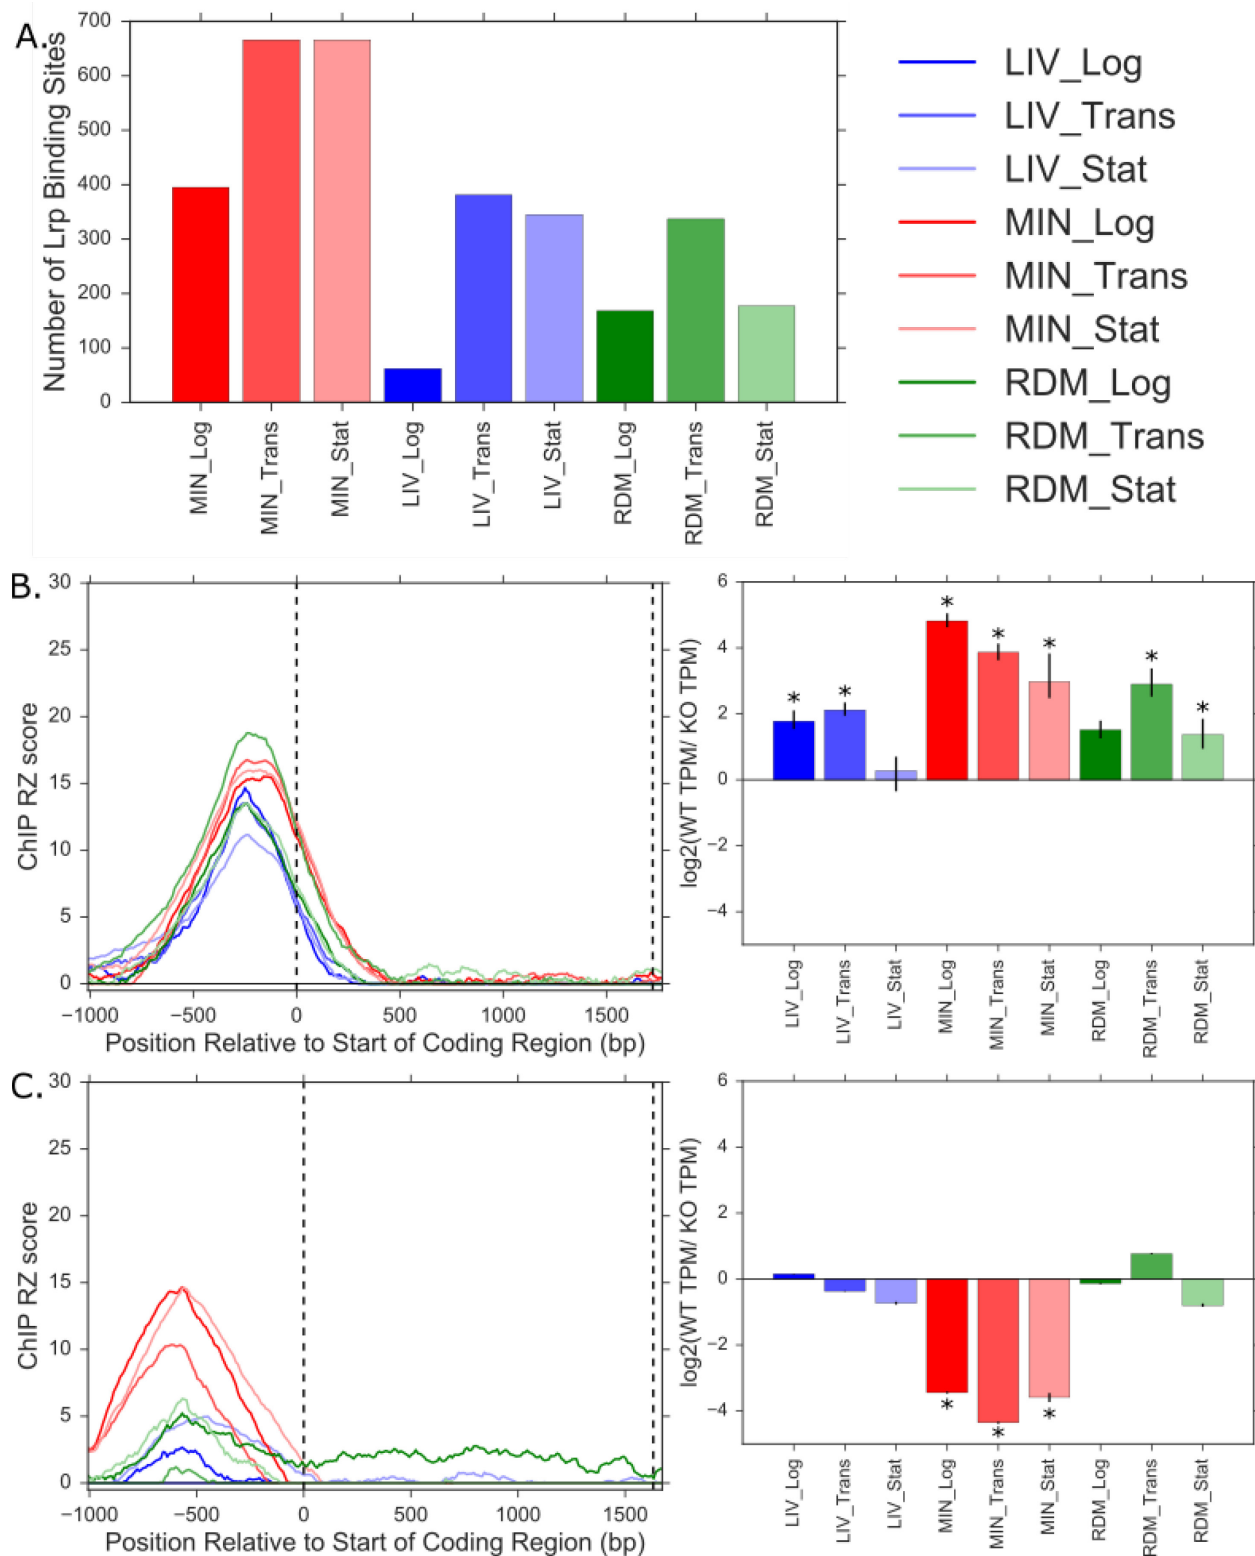 A.
700
600
500
400
300
200
100
0
Number of Lrp Binding Sites
MIN_Log
MIN_Trans
MIN_Stat
LIV_Log
LIV_Trans
LIV_Stat
RDM_Log
RDM_Trans
RDM_Stat
LIV_Log
LIV_Trans
LIV_Stat
MIN_Log
MIN_Trans
MIN_Stat
RDM_Log
RDM_Trans
RDM_Stat
B.
30
25
20
15
10
5
0
ChIP RZ score
−1000 −500 0 500 1000 1500
Position Relative to Start of Coding Region (bp)
6
4
2
0
−2
−4
log2(WT TPM/ KO TPM)
* * * * * * *
LIV_Log
LIV_Trans
LIV_Stat
MIN_Log
MIN_Trans
MIN_Stat
RDM_Log
RDM_Trans
RDM_Stat
C.
30
25
20
15
10
5
0
ChIP RZ score
−1000 −500 0 500 1000 1500
Position Relative to Start of Coding Region (bp)
6
4
2
0
−2
−4
log2(WT TPM/ KO TPM)
* * *
LIV_Log
LIV_Trans
LIV_Stat
MIN_Log
MIN_Trans
MIN_Stat
RDM_Log
RDM_Trans
RDM_Stat